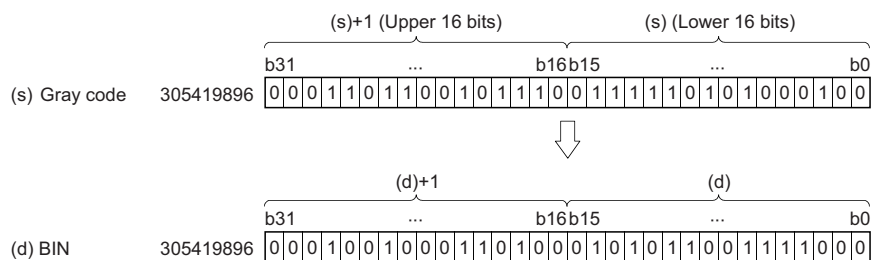 (s)+1 (Upper 16 bits) (s) (Lower 16 bits)
b31 ... b16 b15 ... b0
(s) Gray code 305419896 0 0 0 1 1 0 1 1 0 0 1 0 1 1 1 0 0 1 1 1 1 1 0 1 0 1 0 0 0 1 0 0
(d)+1 (d)
b31 ... b16 b15 ... b0
(d) BIN 305419896 0 0 0 1 0 0 1 0 0 0 1 1 0 1 0 0 0 1 0 1 0 1 1 0 0 1 1 1 1 0 0 0